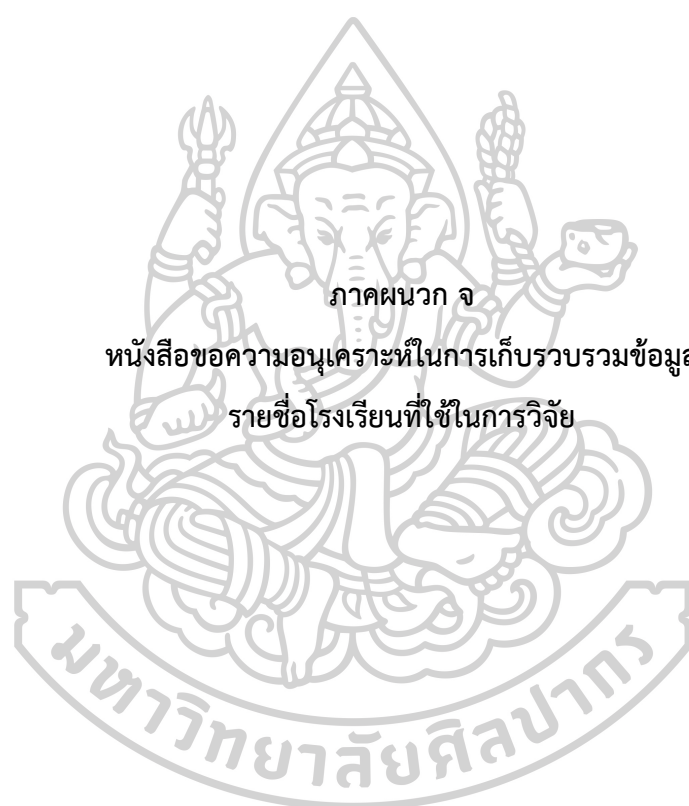 ภาคผนวก จ
หนังสือขอความอนุเคราะห์ในการเก็บรวบรวมข้อมูล
รายชื่อโรงเรียนที่ใช้ในการวิจัย
มหาวิทยาลัยศิลปากร